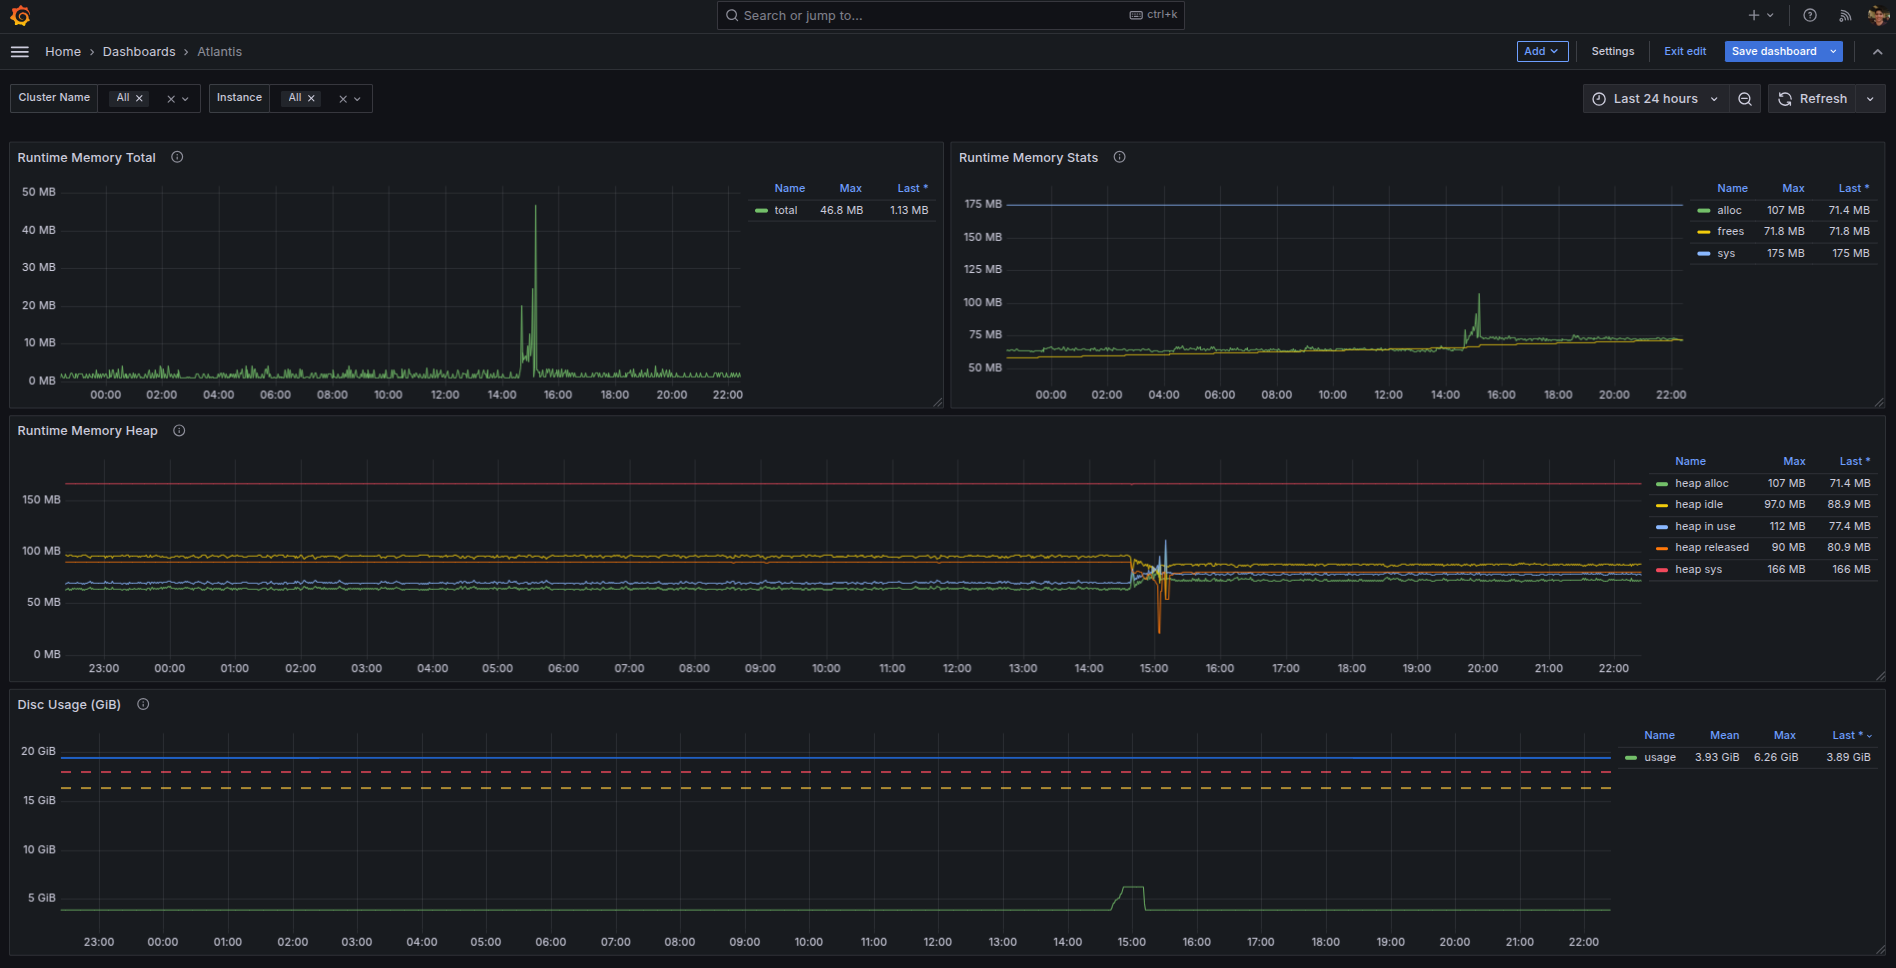 Search or jump to...
ctrl+k
Home › Dashboards › Atlantis
Add
Settings
Exit edit
Save dashboard
Cluster Name
All
Instance
All
Last 24 hours
Refresh
Runtime Memory Total
50 MB
40 MB
30 MB
20 MB
10 MB
0 MB
00:00 02:00 04:00 06:00 08:00 10:00 12:00 14:00 16:00 18:00 20:00 22:00
Name Max Last *
total 46.8 MB 1.13 MB
Runtime Memory Stats
175 MB
150 MB
125 MB
100 MB
75 MB
50 MB
00:00 02:00 04:00 06:00 08:00 10:00 12:00 14:00 16:00 18:00 20:00 22:00
Name Max Last *
alloc 107 MB 71.4 MB
frees 71.8 MB 71.8 MB
sys 175 MB 175 MB
Runtime Memory Heap
150 MB
100 MB
50 MB
0 MB
23:00 00:00 01:00 02:00 03:00 04:00 05:00 06:00 07:00 08:00 09:00 10:00 11:00 12:00 13:00 14:00 15:00 16:00 17:00 18:00 19:00 20:00 21:00 22:00
Name Max Last *
heap alloc 107 MB 71.4 MB
heap idle 97.0 MB 88.9 MB
heap in use 112 MB 77.4 MB
heap released 90 MB 80.9 MB
heap sys 166 MB 166 MB
Disc Usage (GiB)
20 GiB
15 GiB
10 GiB
5 GiB
23:00 00:00 01:00 02:00 03:00 04:00 05:00 06:00 07:00 08:00 09:00 10:00 11:00 12:00 13:00 14:00 15:00 16:00 17:00 18:00 19:00 20:00 21:00 22:00
Name Mean Max Last *
usage 3.93 GiB 6.26 GiB 3.89 GiB